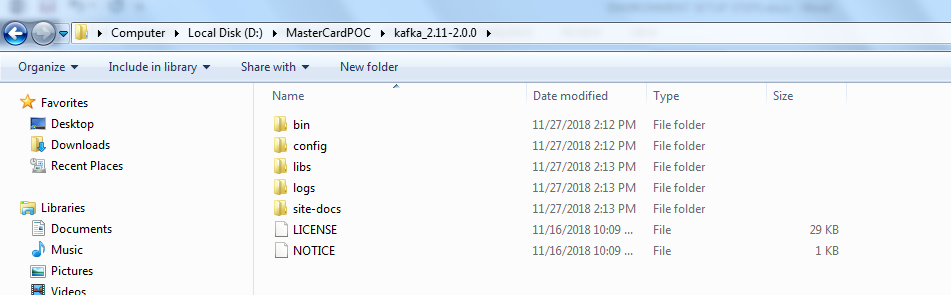 Computer Local Disk (D:) MasterCardPOC kafka_2.11-2.0.0
Organize Include in library Share with New folder
Favorites
Desktop
Downloads
Recent Places
Libraries
Documents
Music
Pictures
Videos
Name Date modified Type Size
bin 11/27/2018 2:12 PM File folder
config 11/27/2018 2:12 PM File folder
libs 11/27/2018 2:13 PM File folder
logs 11/27/2018 2:13 PM File folder
site-docs 11/27/2018 2:13 PM File folder
LICENSE 11/16/2018 10:09 ... File 29 KB
NOTICE 11/16/2018 10:09 ... File 1 KB